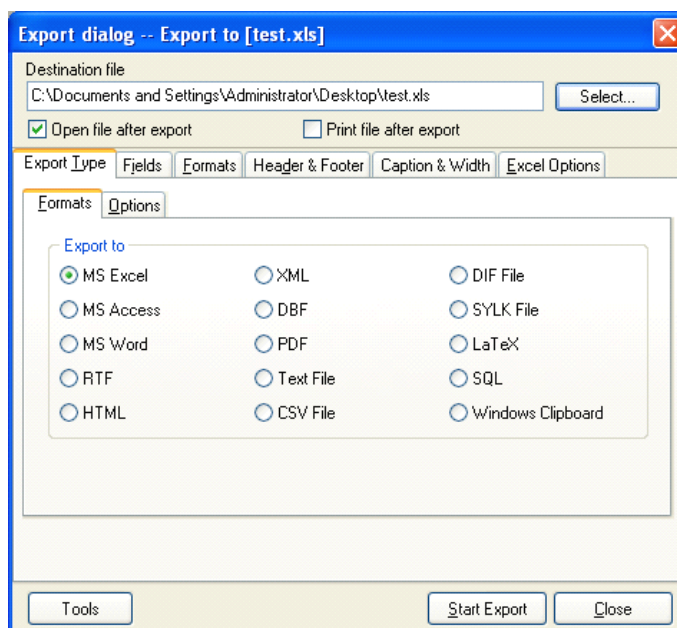 Export dialog -- Export to [test.xls]
Destination file
C:\Documents and Settings\Administrator\Desktop\test.xls Select...
Open file after export Print file after export
Export Type Fields Formats Header & Footer Caption & Width Excel Options
Formats Options
Export to
MS Excel XML DIF File
MS Access DBF SYLK File
MS Word PDF LaTeX
RTF Text File SQL
HTML CSV File Windows Clipboard
Tools Start Export Close